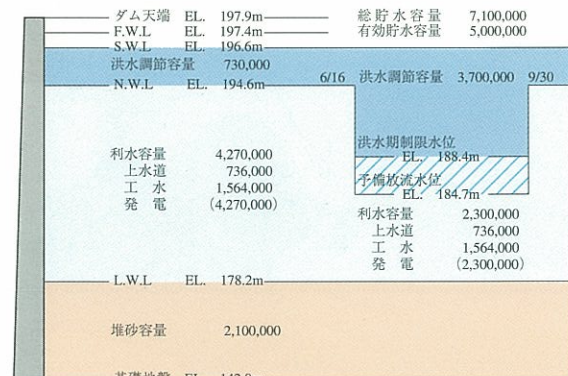 ダム天端 EL. 197.9m
F.W.L EL. 197.4m
S.W.L EL. 196.6m
洪水調節容量 730,000
N.W.L EL. 194.6m
総貯水容量 7,100,000
有効貯水容量 5,000,000
6/16 洪水調節容量 3,700,000 9/30
洪水期制限水位
EL. 188.4m
予備放流水位
EL. 184.7m
利水容量 4,270,000
上水道 736,000
工水 1,564,000
発電 (4,270,000)
利水容量 2,300,000
上水道 736,000
工水 1,564,000
発電 (2,300,000)
L.W.L EL. 178.2m
堆砂容量 2,100,000